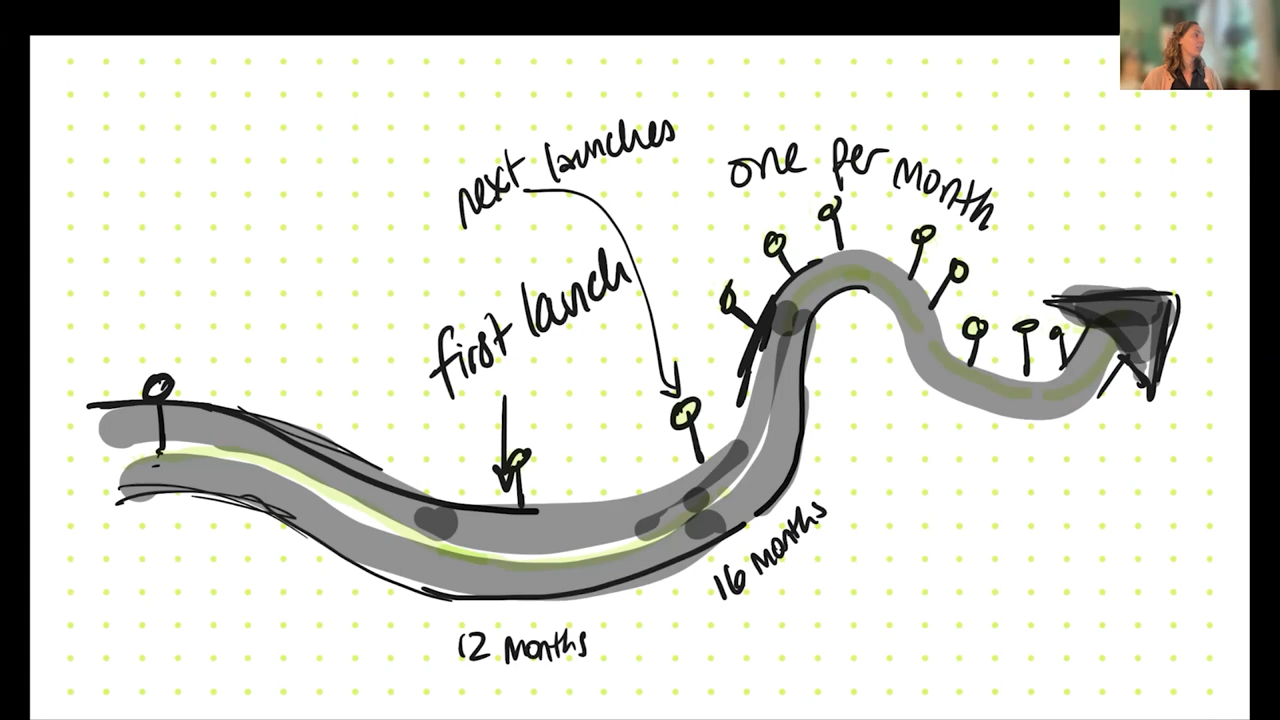 next launches
one per month
first launch
16 months
12 months